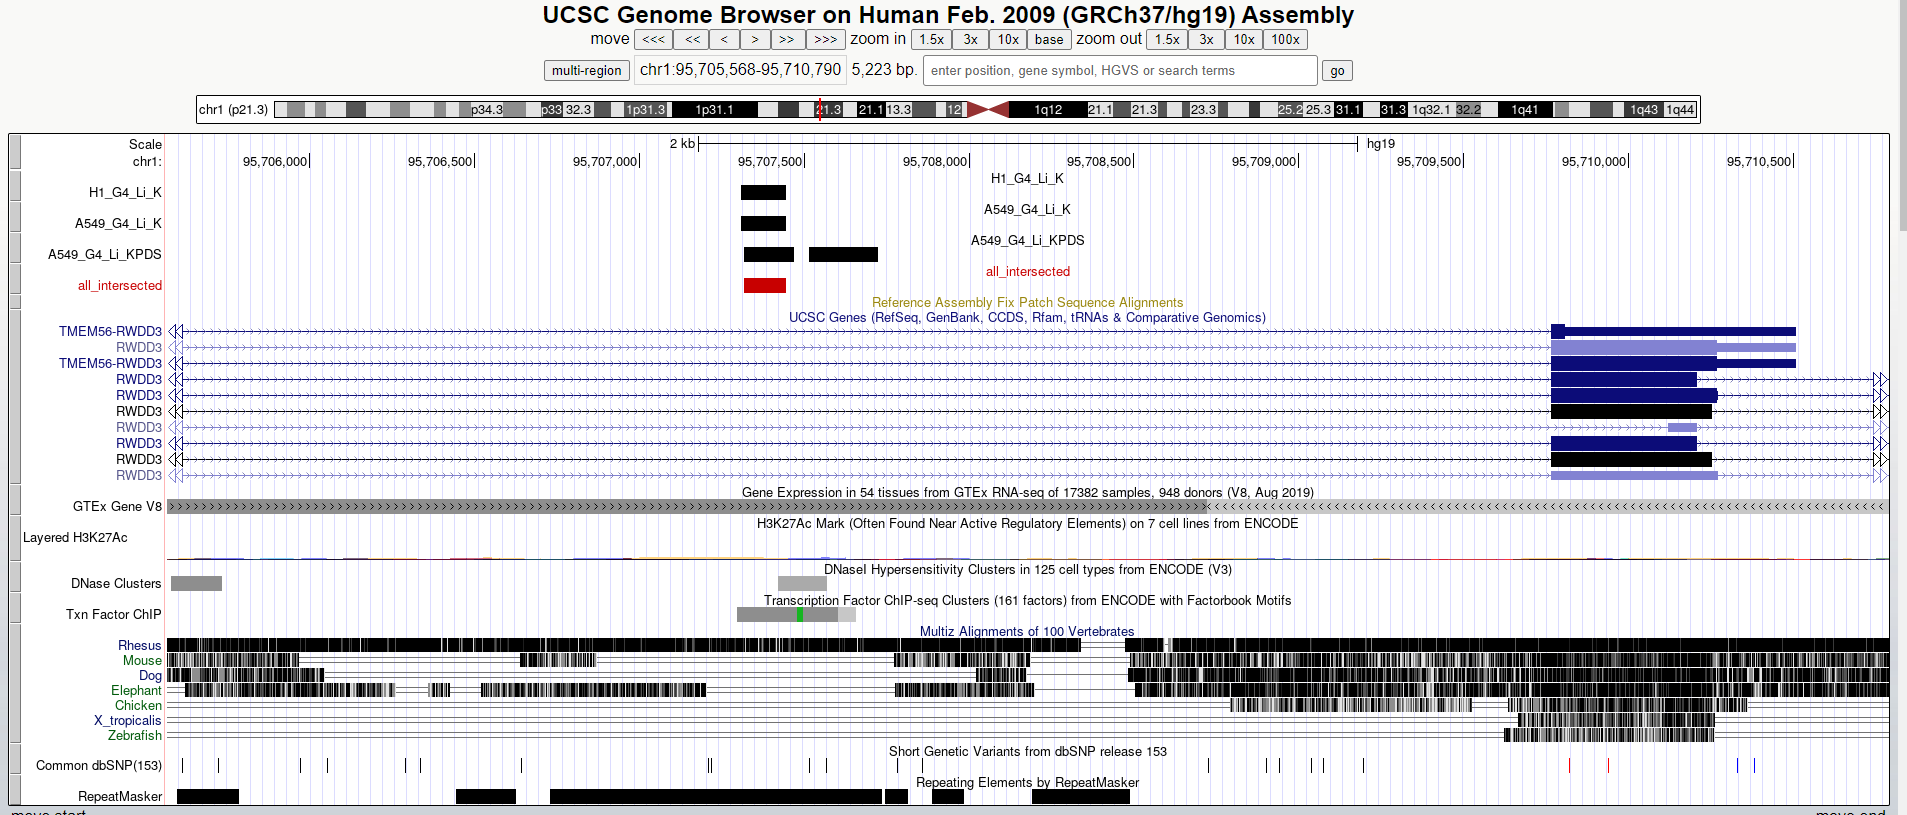 UCSC Genome Browser on Human Feb. 2009 (GRCh37/hg19) Assembly
move <<< << < > >> >>> zoom in 1.5x 3x 10x base zoom out 1.5x 3x 10x 100x
multi-region chr1:95,705,568-95,710,790 5,223 bp. enter position, gene symbol, HGVS or search terms go
chr1 (p21.3) p34.3 p33 32.3 1p31.3 1p31.1 21.3 21.1 13.3 12 1q12 21.1 21.3 23.3 25.2 25.3 31.1 31.3 1q32.1 32.2 1q41 1q43 1q44
Scale 2 kb hg19
chr1: 95,706,000 95,706,500 95,707,000 95,707,500 95,708,000 95,708,500 95,709,000 95,709,500 95,710,000 95,710,500
H1_G4_Li_K
H1_G4_Li_K
A549_G4_Li_K
A549_G4_Li_K
A549_G4_Li_KPDS
A549_G4_Li_KPDS
all_intersected
all_intersected
Reference Assembly Fix Patch Sequence Alignments
UCSC Genes (RefSeq, GenBank, CCDS, Rfam, tRNAs & Comparative Genomics)
TMEM56-RWDD3
RWDD3
TMEM56-RWDD3
RWDD3
RWDD3
RWDD3
RWDD3
RWDD3
RWDD3
RWDD3
Gene Expression in 54 tissues from GTEx RNA-seq of 17382 samples, 948 donors (V8, Aug 2019)
GTEx Gene V8
H3K27Ac Mark (Often Found Near Active Regulatory Elements) on 7 cell lines from ENCODE
Layered H3K27Ac
DNaseI Hypersensitivity Clusters in 125 cell types from ENCODE (V3)
DNase Clusters
Transcription Factor ChIP-seq Clusters (161 factors) from ENCODE with Factorbook Motifs
Txn Factor ChIP
Multiz Alignments of 100 Vertebrates
Rhesus
Mouse
Dog
Elephant
Chicken
X_tropicalis
Zebrafish
Short Genetic Variants from dbSNP release 153
Common dbSNP(153)
Repeating Elements by RepeatMasker
RepeatMasker
move start move end